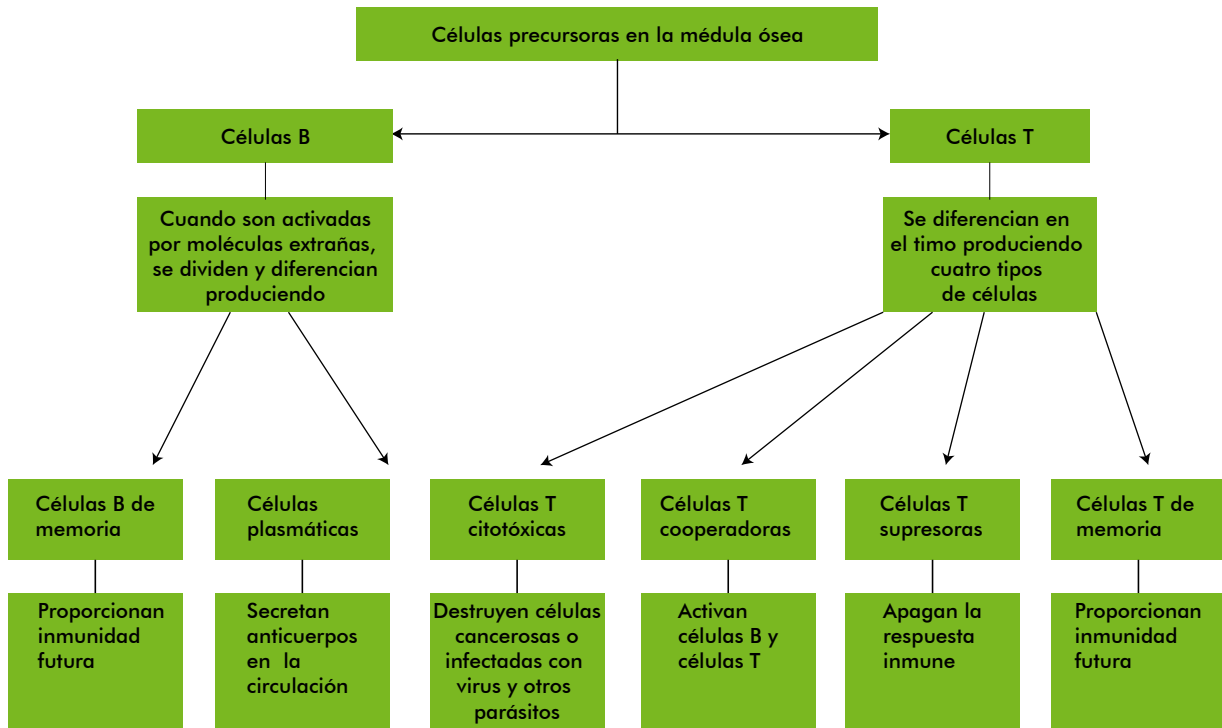 Células precursoras en la médula ósea
Células B
Células T
Cuando son activadas
por moléculas extrañas,
se dividen y diferencian
produciendo
Se diferencian en
el timo produciendo
cuatro tipos
de células
Células B de
memoria
Células
plasmáticas
Células T
citotóxicas
Células T
cooperadoras
Células T
supresoras
Células T de
memoria
Proporcionan
inmunidad
futura
Secretan
anticuerpos
en la
circulación
Destruyen células
cancerosas o
infectadas con
virus y otros
parásitos
Activan
células B y
células T
Apagan la
respuesta
inmune
Proporcionan
inmunidad
futura